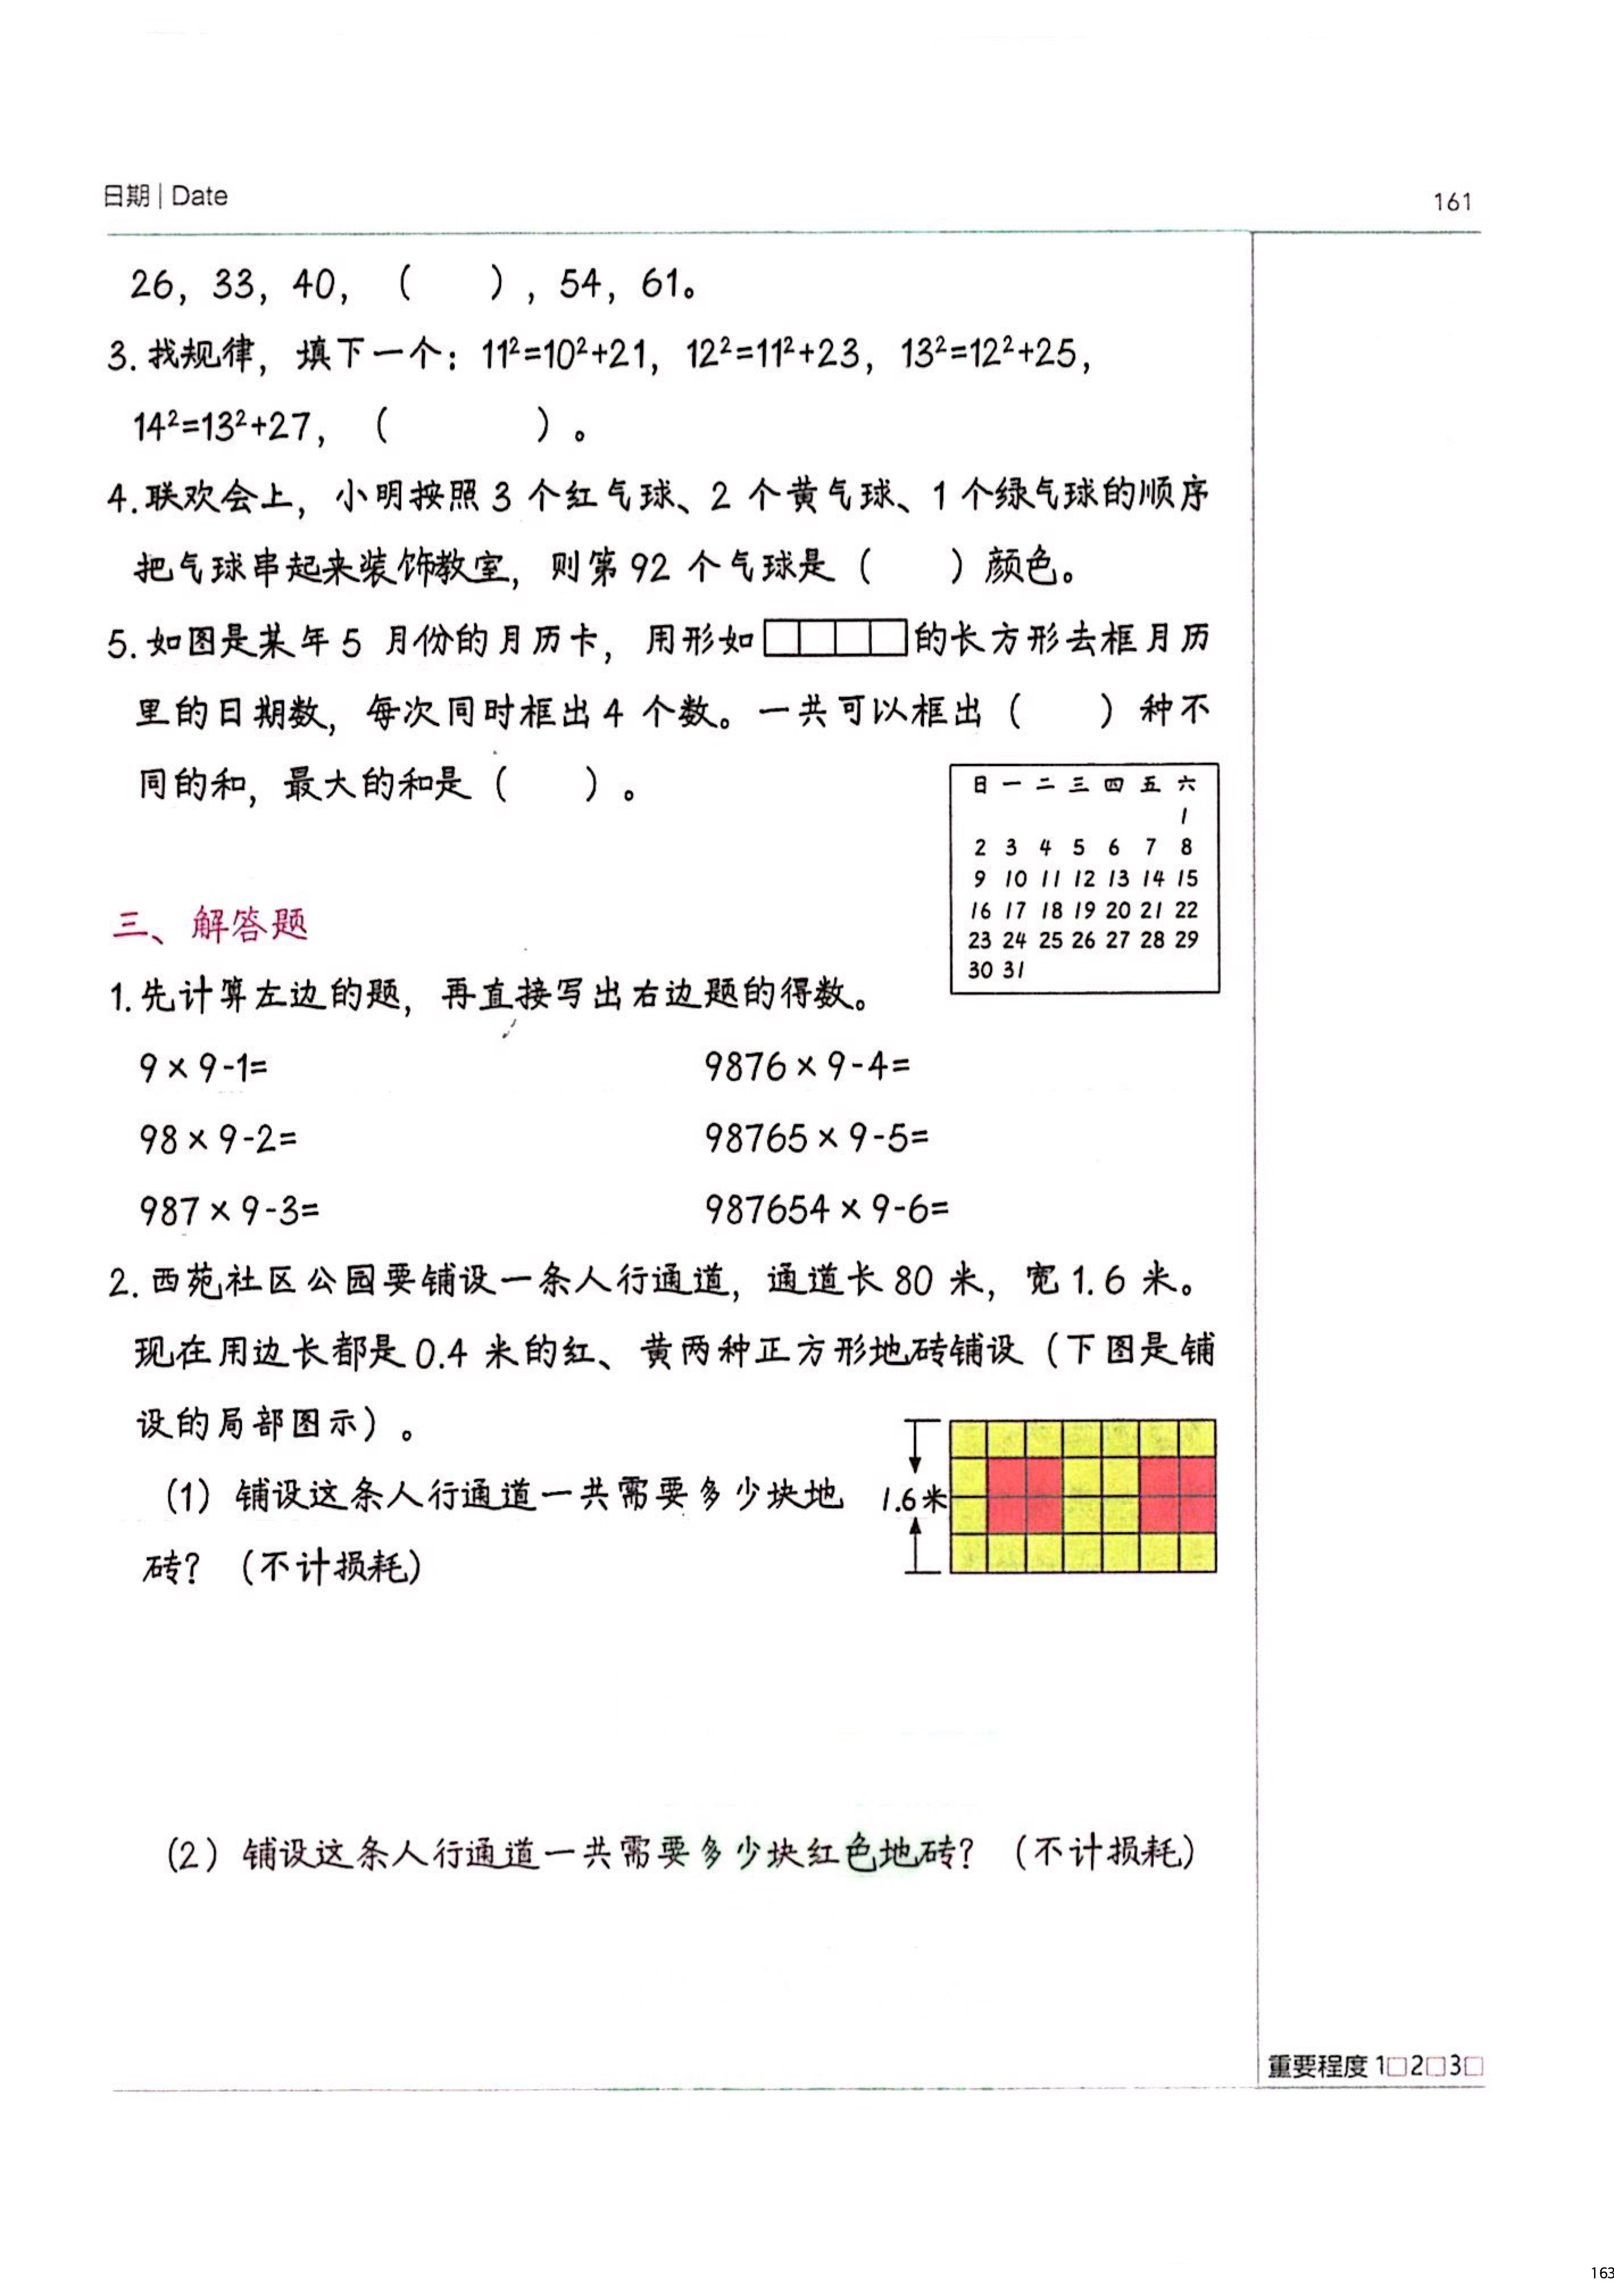 日期 | Date
161
26，33，40，（ ），54，61。
3. 找规律，填下一个：11²=10²+21，12²=11²+23，13²=12²+25，
14²=13²+27，（ ）。
4. 联欢会上，小明按照 3 个红气球、2 个黄气球、1 个绿气球的顺序
把气球串起来装饰教室，则第 92 个气球是（ ）颜色。
5. 如图是某年 5 月份的月历卡，用形如 的长方形去框月历
里的日期数，每次同时框出 4 个数。一共可以框出（ ）种不
同的和，最大的和是（ ）。
日 一 二 三 四 五 六
1
2 3 4 5 6 7 8
9 10 11 12 13 14 15
16 17 18 19 20 21 22
23 24 25 26 27 28 29
30 31
三、解答题
1. 先计算左边的题，再直接写出右边题的得数。
9×9-1= 9876×9-4=
98×9-2= 98765×9-5=
987×9-3= 987654×9-6=
2. 西苑社区公园要铺设一条人行通道，通道长 80 米，宽 1.6 米。
现在用边长都是 0.4 米的红、黄两种正方形地砖铺设（下图是铺
设的局部图示）。
（1）铺设这条人行通道一共需要多少块地
砖？（不计损耗）
1.6 米
（2）铺设这条人行通道一共需要多少块红色地砖？（不计损耗）
重要程度 1□2□3□
163